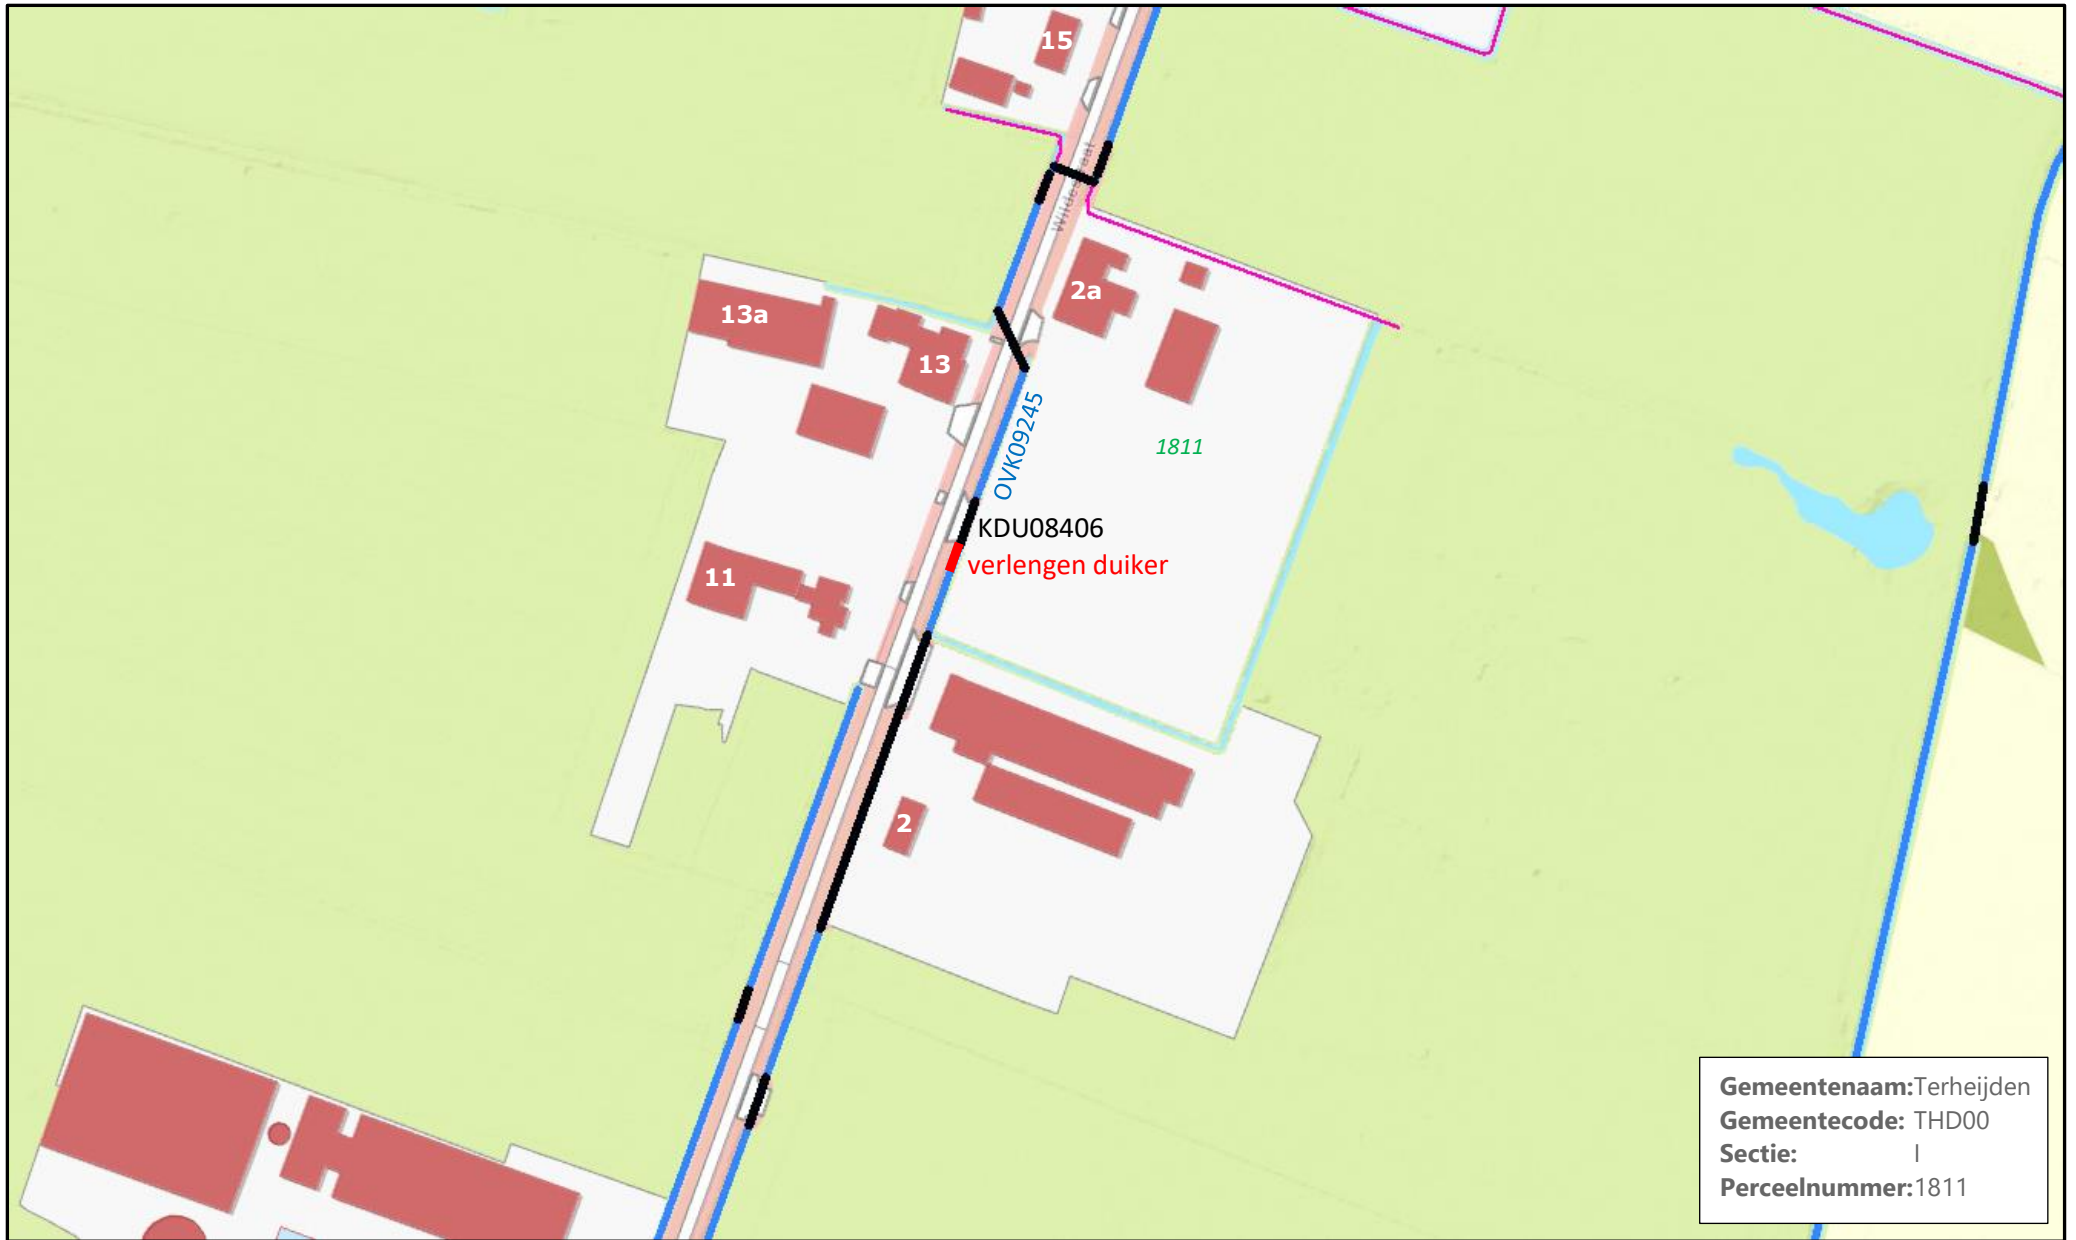 15
2a
13a
13
OVK09245
1811
KDU08406
verlengen duiker
11
2
Gemeentenaam:Terheijden
Gemeentecode: THD00
Sectie: I
Perceelnummer:1811